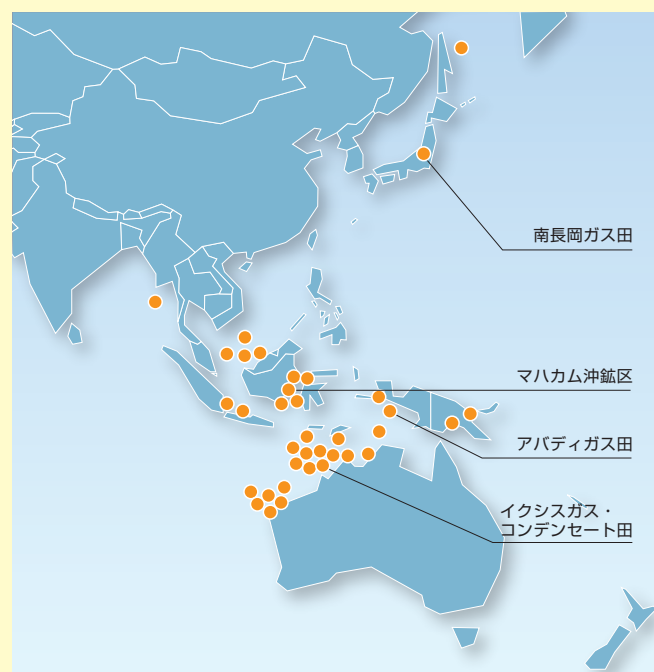 南長岡ガス田
マハカム沖鉱区
アバディガス田
イクシスガス・
コンデンセート田